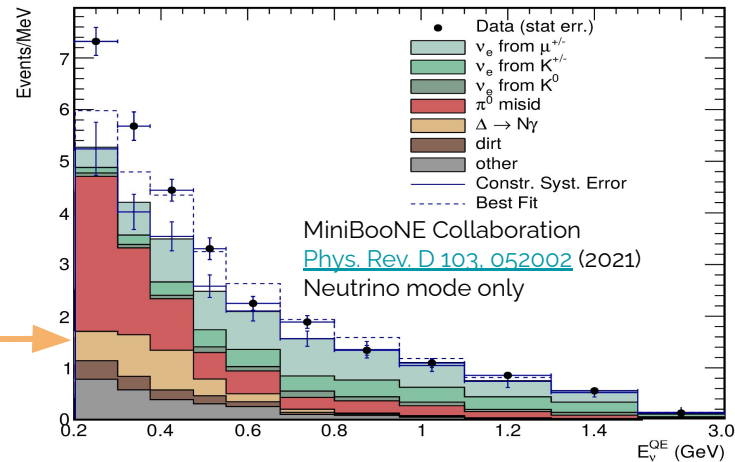 Events/MeV
7
6
5
4
3
2
1
0
Data (stat err.)
νₑ from μ⁺/⁻
νₑ from K⁺/⁻
νₑ from K⁰
π⁰ misid
Δ → Nγ
dirt
other
Constr. Syst. Error
Best Fit
MiniBooNE Collaboration
Phys. Rev. D 103, 052002 (2021)
Neutrino mode only
0.2 0.4 0.6 0.8 1 1.2 1.4 3.0
E_ν^QE (GeV)